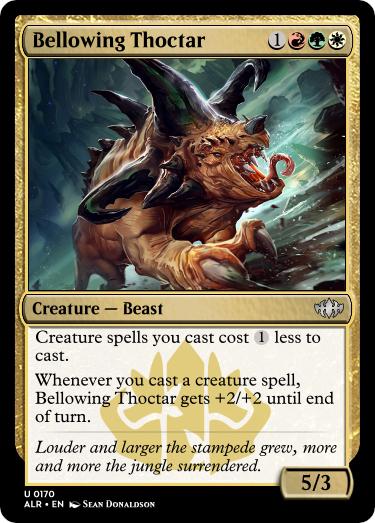 Bellowing Thoctar 1
Creature — Beast
Creature spells you cast cost 1 less to
cast.
Whenever you cast a creature spell,
Bellowing Thoctar gets +2/+2 until end
of turn.
Louder and larger the stampede grew, more
and more the jungle surrendered.
5/3
U 0170
ALR • EN Sean Donaldson